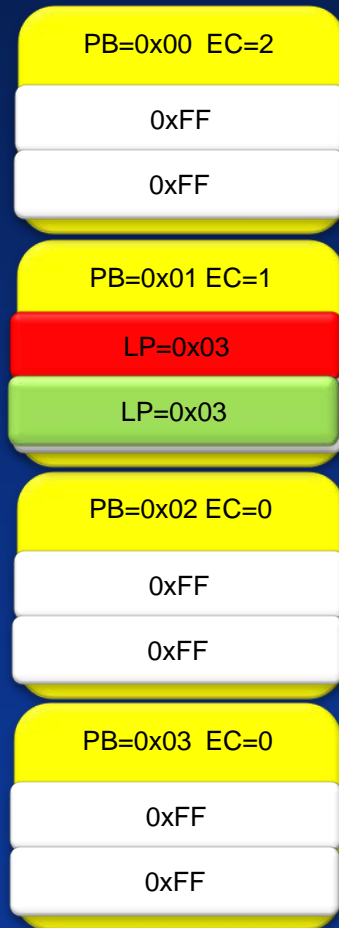 PB=0x00 EC=2
0xFF
0xFF
PB=0x01 EC=1
LP=0x03
LP=0x03
PB=0x02 EC=0
0xFF
0xFF
PB=0x03 EC=0
0xFF
0xFF